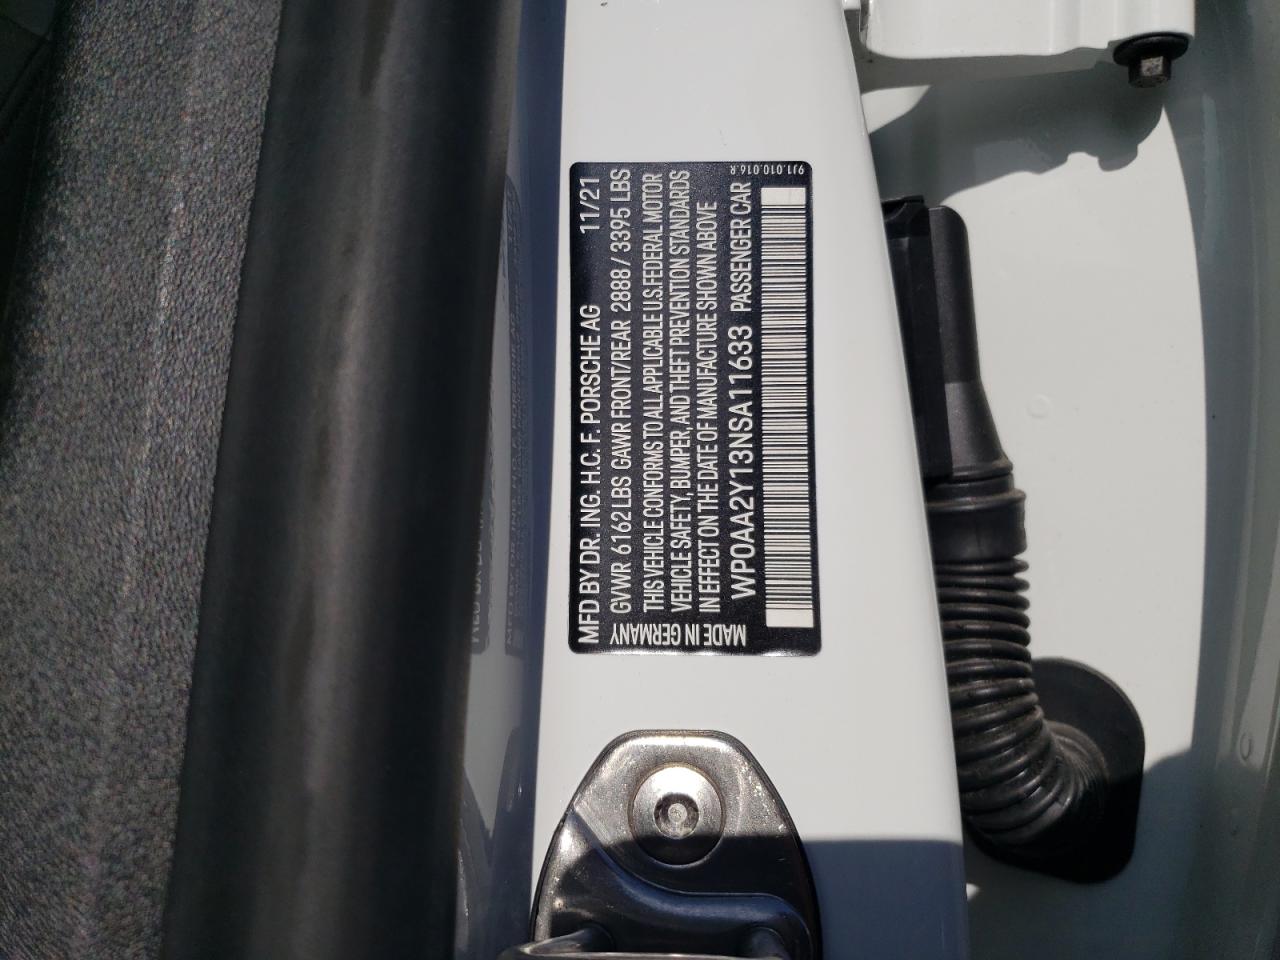 MFD BY DR. ING. H.C. F. PORSCHE AG 11/21
GVWR 6162 LBS GAWR FRONT/REAR 2888 / 3395 LBS
THIS VEHICLE CONFORMS TO ALL APPLICABLE U.S. FEDERAL MOTOR
VEHICLE SAFETY, BUMPER, AND THEFT PREVENTION STANDARDS
IN EFFECT ON THE DATE OF MANUFACTURE SHOWN ABOVE
WP0AA2Y13NSA11633 PASSENGER CAR
MADE IN GERMANY
9J1.010.016.R